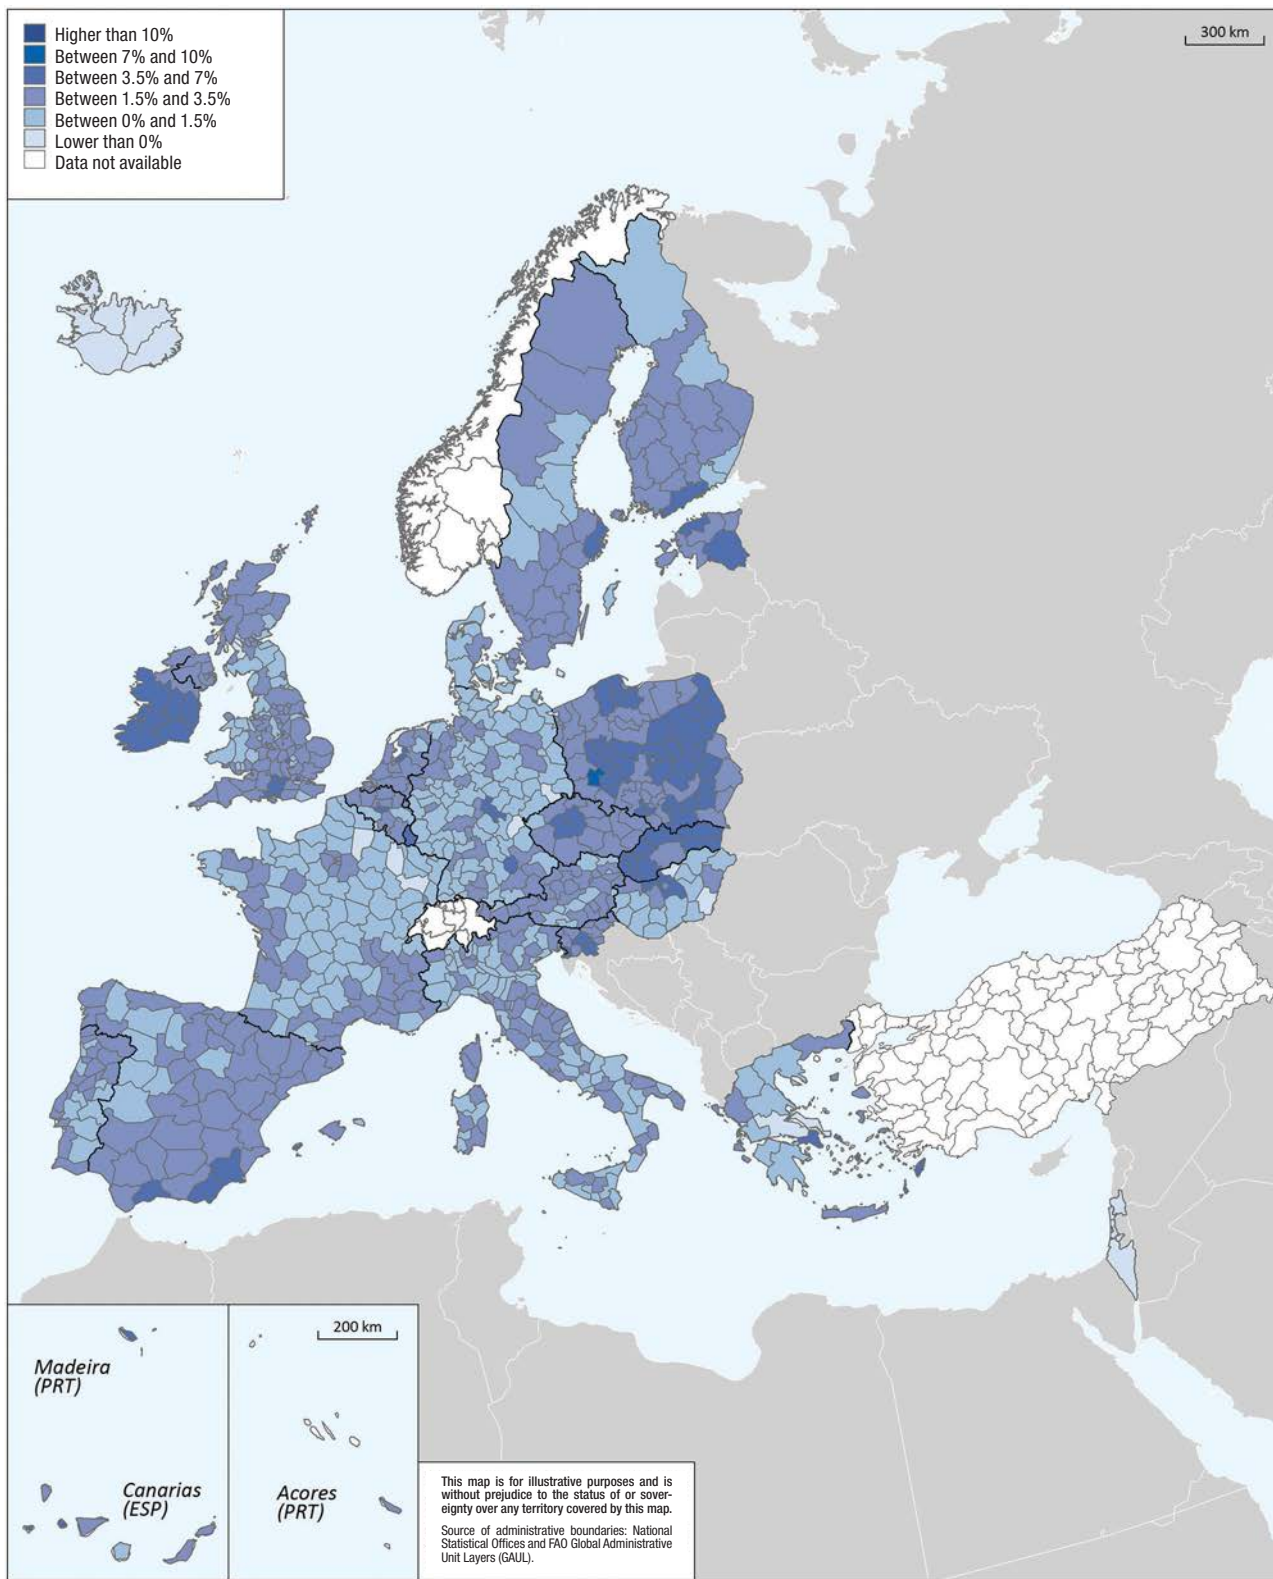 Higher than 10%
Between 7% and 10%
Between 3.5% and 7%
Between 1.5% and 3.5%
Between 0% and 1.5%
Lower than 0%
Data not available
300 km
200 km
Madeira
(PRT)
Canarias
(ESP)
Acores
(PRT)
This map is for illustrative purposes and is
without prejudice to the status of or sover-
eignty over any territory covered by this map.
Source of administrative boundaries: National
Statistical Offices and FAO Global Administrative
Unit Layers (GAUL).